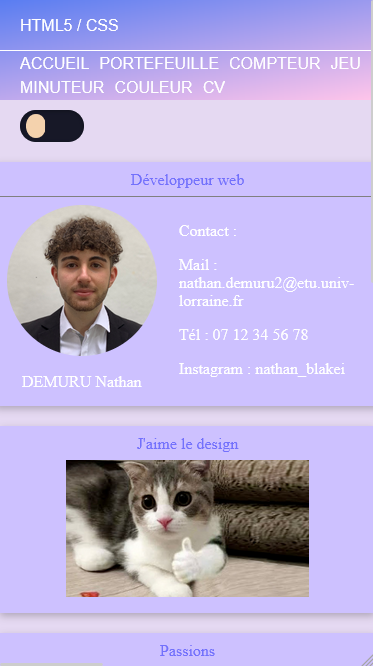 HTML5 / CSS
ACCUEIL PORTEFEUILLE COMPTEUR JEU
MINUTEUR COULEUR CV
Développeur web
Contact :
Mail :
nathan.demuru2@etu.univ-
lorraine.fr
Tél : 07 12 34 56 78
Instagram : nathan_blakei
DEMURU Nathan
J'aime le design
Passions